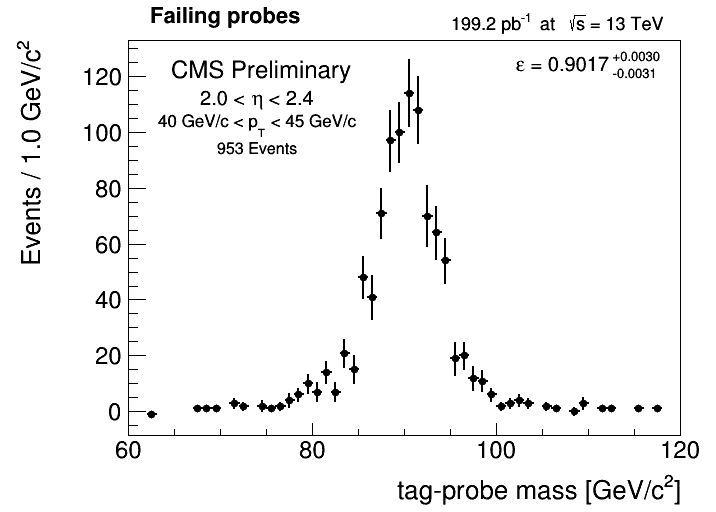 Failing probes
199.2 pb⁻¹ at √s = 13 TeV
CMS Preliminary
2.0 < η < 2.4
40 GeV/c < p_T < 45 GeV/c
953 Events
ε = 0.9017 +0.0030 -0.0031
Events / 1.0 GeV/c²
120
100
80
60
40
20
0
60 80 100 120
tag-probe mass [GeV/c²]